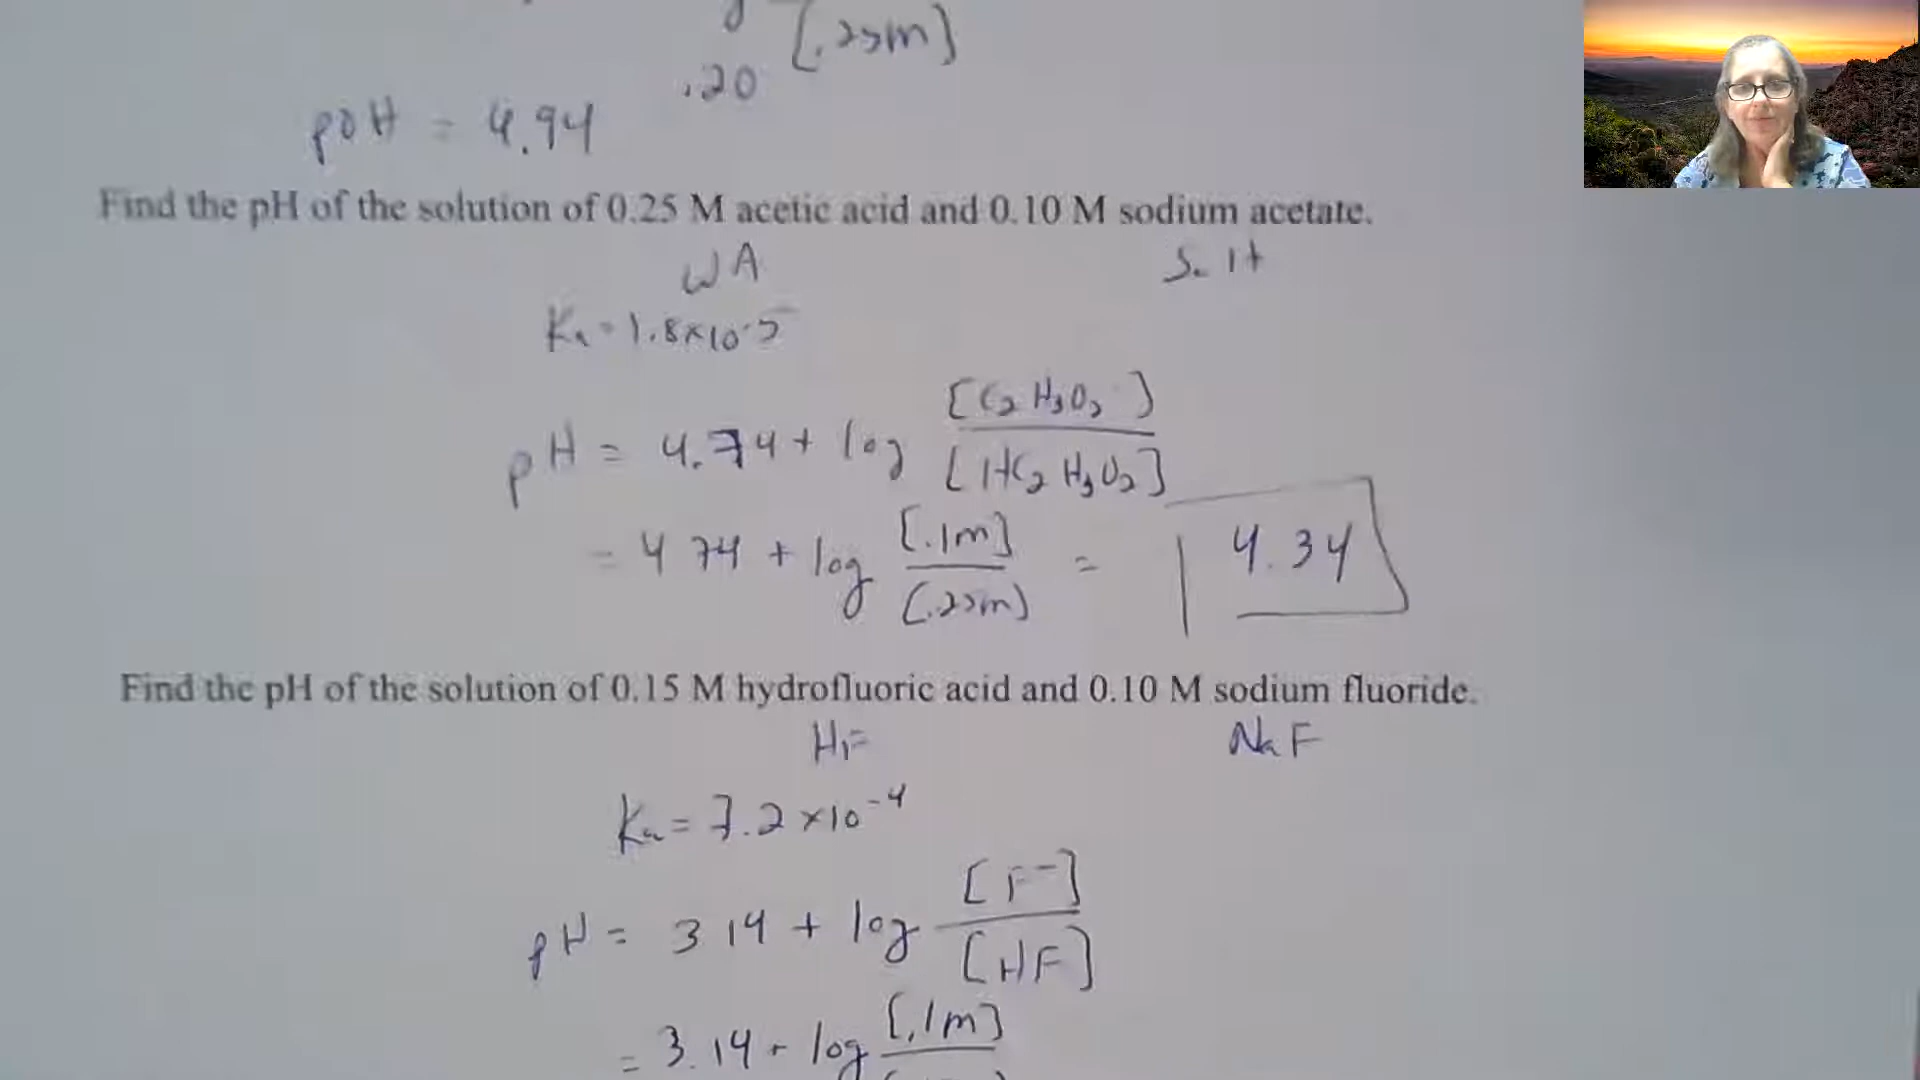 [.25m]
.20
pOH = 4.94
Find the pH of the solution of 0.25 M acetic acid and 0.10 M sodium acetate.
WA Salt
Ka = 1.8×10-5
[C2H3O2-]
pH = 4.74 + log
[HC2H3O2]
[.1m]
= 4 74 + log = 4.34
(.25m)
Find the pH of the solution of 0.15 M hydrofluoric acid and 0.10 M sodium fluoride.
HF NaF
Ka = 7.2×10-4
[F-]
pH = 3 14 + log
[HF]
[.1m]
= 3.14 + log